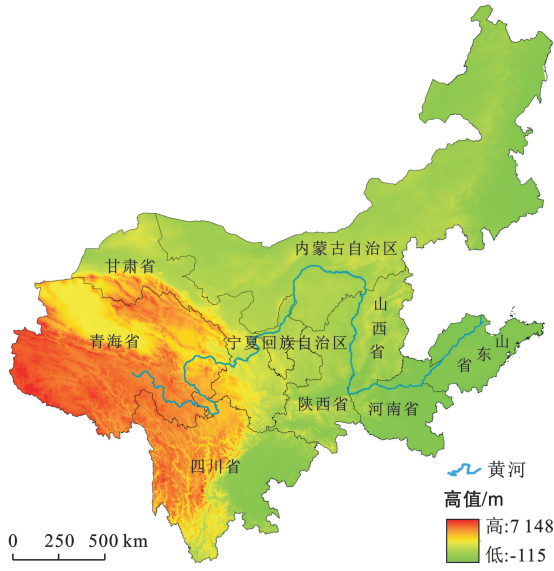 内蒙古自治区
甘肃省
山西省
青海省
宁夏回族自治区
山东省
陕西省
河南省
四川省
黄河
高值/m
高:7 148
低:-115
0 250 500 km